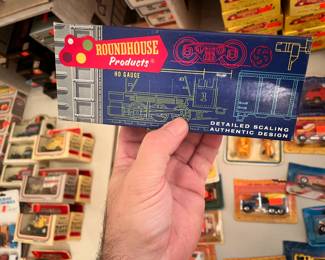 ROUNDHOUSE
Products®
HO GAUGE
DETAILED SCALING
AUTHENTIC DESIGN